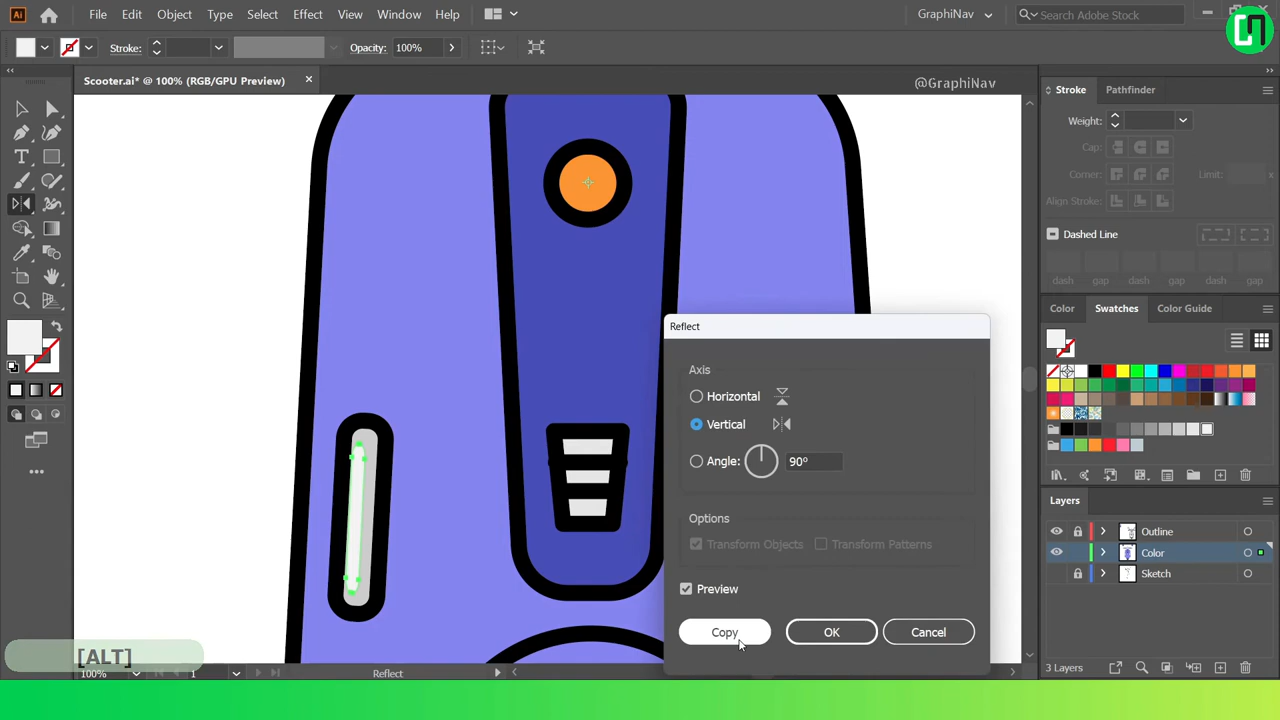 Ai File Edit Object Type Select Effect View Window Help GraphiNav Search Adobe Stock
Stroke: Opacity: 100%
Scooter.ai* @ 100% (RGB/GPU Preview) @GraphiNav Stroke Pathfinder
Weight:
Cap:
Corner: Limit: x
Align Stroke:
Dashed Line
dash gap dash gap dash gap
Color Swatches Color Guide
Reflect
Axis
Horizontal
Vertical
Angle: 90°
Options
Transform Objects Transform Patterns
Preview
Copy OK Cancel
Layers
Outline
Color
Sketch
3 Layers
[ALT]
100% 1 Reflect